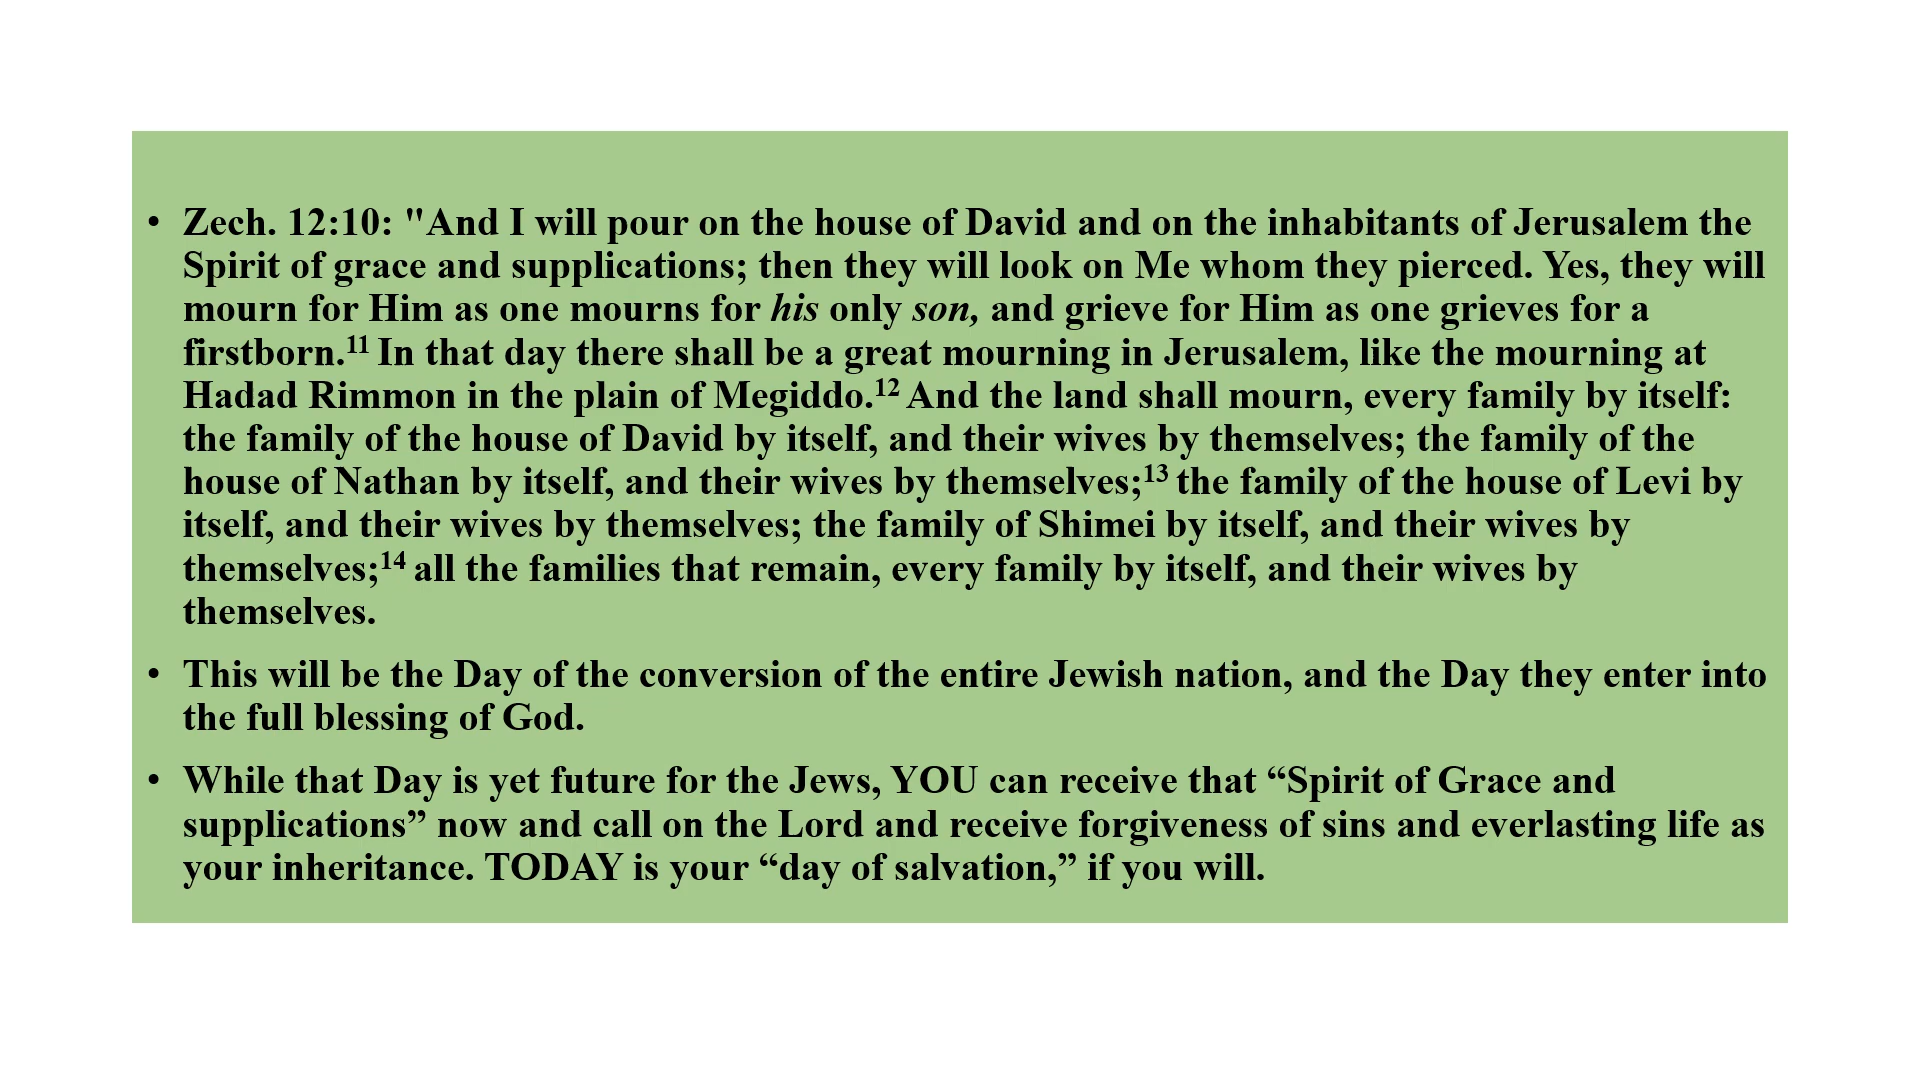 • Zech. 12:10: "And I will pour on the house of David and on the inhabitants of Jerusalem the
Spirit of grace and supplications; then they will look on Me whom they pierced. Yes, they will
mourn for Him as one mourns for his only son, and grieve for Him as one grieves for a
firstborn.11 In that day there shall be a great mourning in Jerusalem, like the mourning at
Hadad Rimmon in the plain of Megiddo.12 And the land shall mourn, every family by itself:
the family of the house of David by itself, and their wives by themselves; the family of the
house of Nathan by itself, and their wives by themselves;13 the family of the house of Levi by
itself, and their wives by themselves; the family of Shimei by itself, and their wives by
themselves;14 all the families that remain, every family by itself, and their wives by
themselves.
• This will be the Day of the conversion of the entire Jewish nation, and the Day they enter into
the full blessing of God.
• While that Day is yet future for the Jews, YOU can receive that “Spirit of Grace and
supplications” now and call on the Lord and receive forgiveness of sins and everlasting life as
your inheritance. TODAY is your “day of salvation,” if you will.